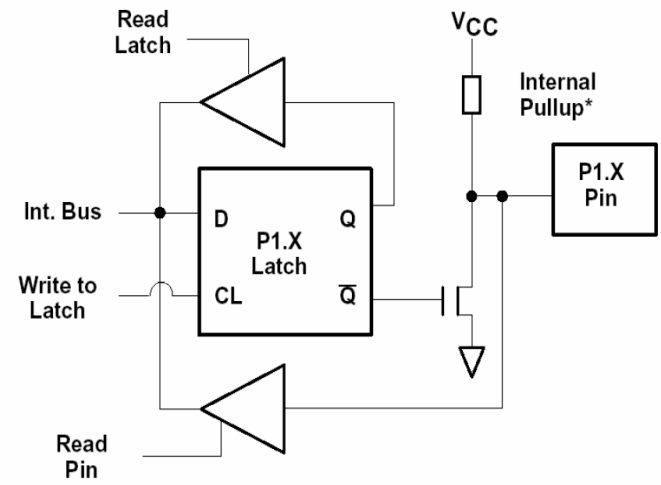 Read
Latch
VCC
Internal
Pullup*
P1.X
Pin
Int. Bus
D
Q
P1.X
Latch
Write to
Latch
CL
Q̅
Read
Pin